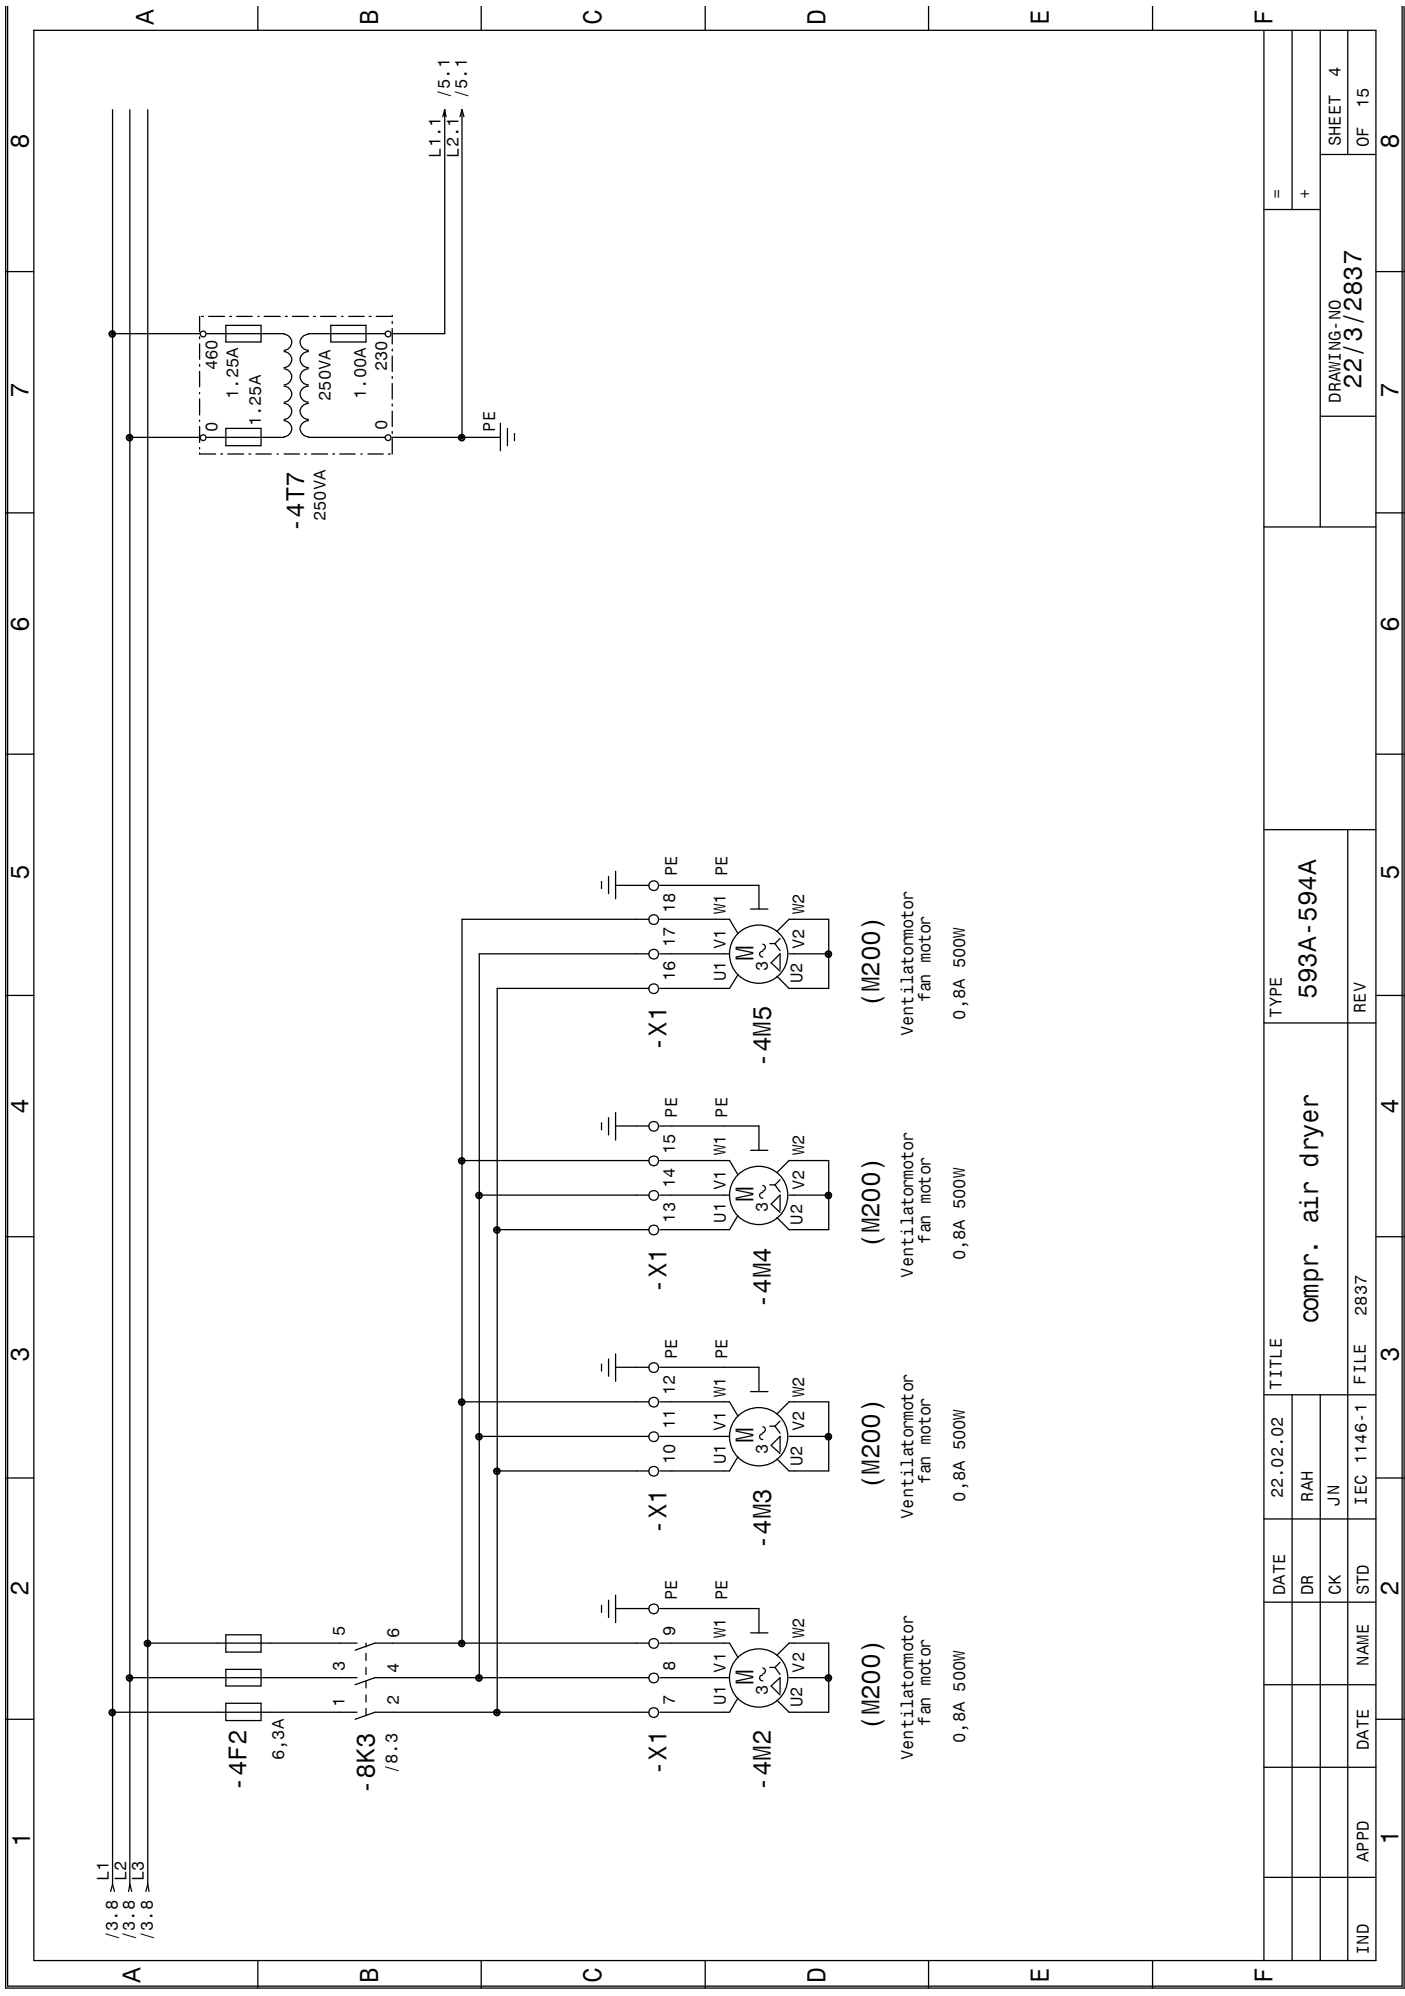 1 2 3 4 5 6 7 8
A
B
C
D
E
F
A
B
C
D
E
F
/3.8 L1
/3.8 L2
/3.8 L3
-4F2
6,3A
-8K3
/8.3
1 3 5
2 4 6
-4T7
250VA
0 460
1.25A
1.25A
250VA
1.00A
0 230
PE
L1.1 /5.1
L2.1 /5.1
-X1
7 8 9 PE
U1 V1 W1 PE
-4M2
M
3~
U2 V2 W2
(M200)
Ventilatormotor
fan motor
0,8A 500W
-X1
10 11 12 PE
U1 V1 W1 PE
-4M3
M
3~
U2 V2 W2
(M200)
Ventilatormotor
fan motor
0,8A 500W
-X1
13 14 15 PE
U1 V1 W1 PE
-4M4
M
3~
U2 V2 W2
(M200)
Ventilatormotor
fan motor
0,8A 500W
-X1
16 17 18 PE
U1 V1 W1 PE
-4M5
M
3~
U2 V2 W2
(M200)
Ventilatormotor
fan motor
0,8A 500W
IND APPD DATE NAME
DATE 22.02.02
DR RAH
CK JN
STD IEC 1146-1
TITLE
compr. air dryer
FILE 2837
TYPE
593A-594A
REV
=
+
DRAWING-NO
22/3/2837
SHEET 4
OF 15
1 2 3 4 5 6 7 8